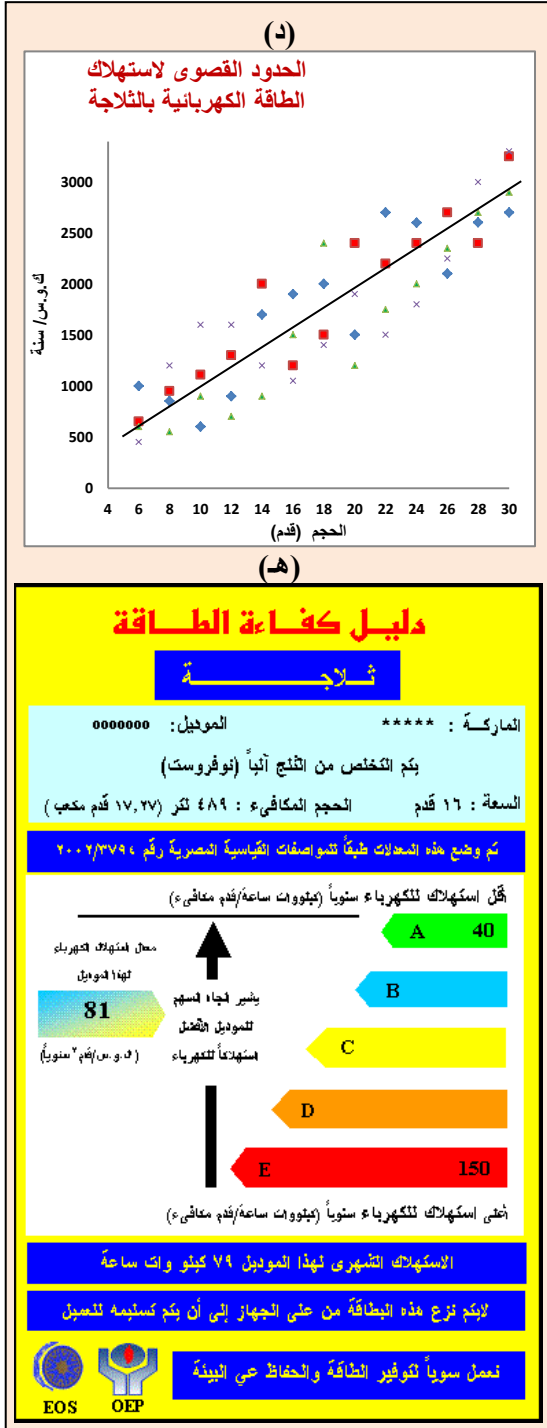 (د)
الحدود القصوى لاستهلاك
الطاقة الكهربائية بالثلاجة
3000
2500
2000
1500
1000
500
0
ك.و.س/ سنة
4 6 8 10 12 14 16 18 20 22 24 26 28 30
الحجم (قدم)
(هـ)
دليل كفاءة الطاقة
ثلاجة
الماركة : ***** الموديل: 0000000
يتم التخلص من الثلج آلياً (نوفروست)
السعة : ١٦ قدم الحجم المكافىء : ٤٨٩ لتر (١٧,٢٧ قدم مكعب )
تم وضع هذه المعدلات طبقاً للمواصفات القياسية المصرية رقم ٢٠٠٢/٣٧٩٤
أقل استهلاك للكهرباء سنوياً (كيلووات ساعة/قدم مكافىء)
A 40
B
C
D
E 150
يشير اتجاه السهم
للموديل الأفضل
استهلاكاً للكهرباء
معدل استهلاك الكهرباء
لهذا الموديل
81
(ك.و.س/قدم٣ سنوياً)
أعلى استهلاك للكهرباء سنوياً (كيلووات ساعة/قدم مكافىء)
الاستهلاك الشهرى لهذا الموديل ٧٩ كيلو وات ساعة
لايتم نزع هذه البطاقة من على الجهاز إلى أن يتم تسليمه للعميل
نعمل سوياً لتوفير الطاقة والحفاظ عي البيئة
EOS OEP